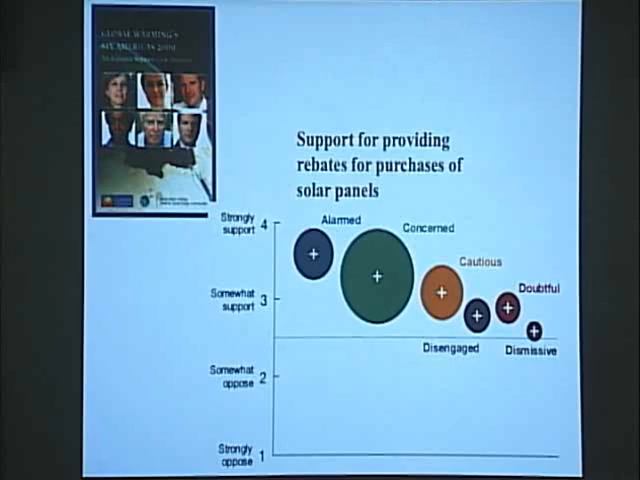 GLOBAL WARMING'S
SIX AMERICAS 2009
Support for providing
rebates for purchases of
solar panels
Strongly
support
4
Alarmed
Concerned
Cautious
Somewhat
support
3
Doubtful
Disengaged
Dismissive
Somewhat
oppose
2
Strongly
oppose
1